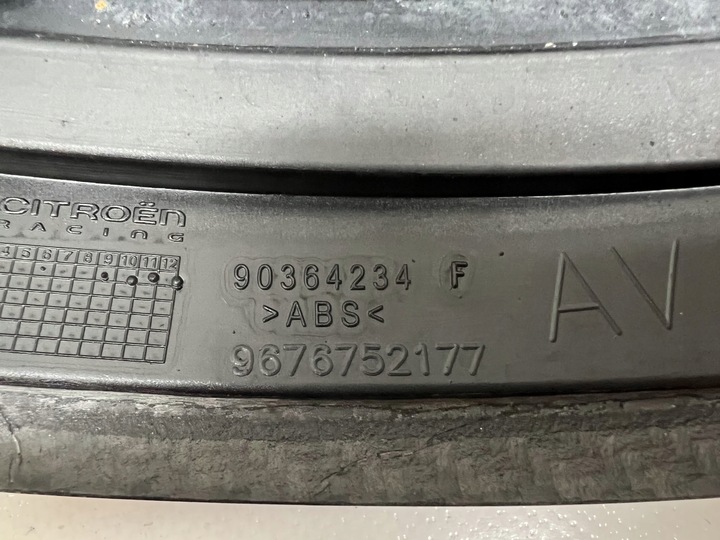 CITROËN
RACING
4 5 6 7 8 9 10 11 12
90364234 F
>ABS<
9676752177
AV